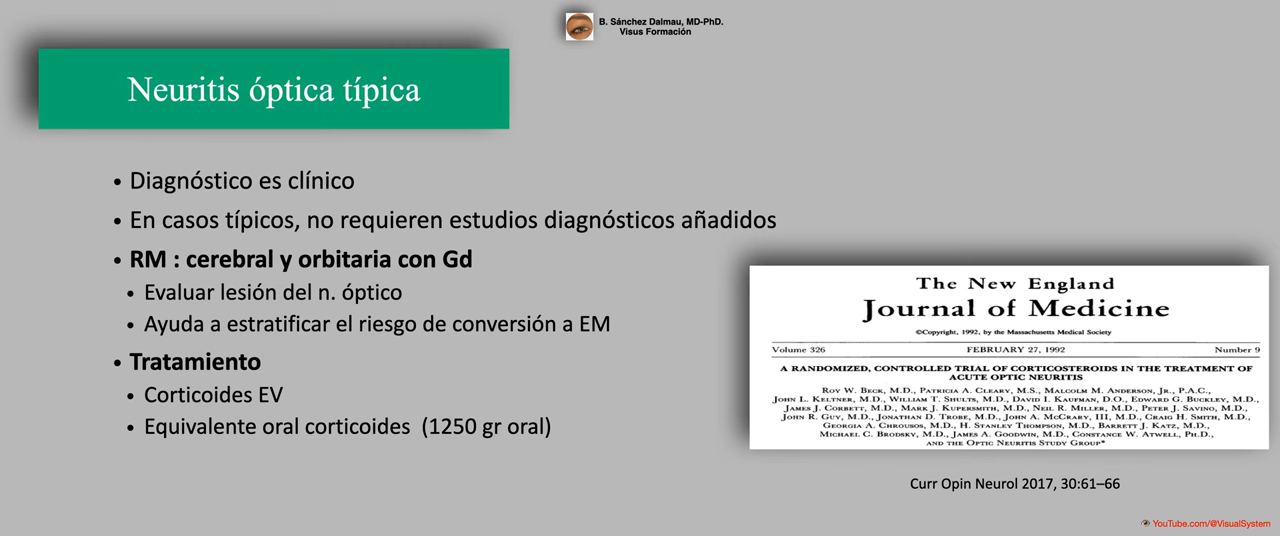 B. Sánchez Dalmau, MD-PhD.
Visus Formación
Neuritis óptica típica
• Diagnóstico es clínico
• En casos típicos, no requieren estudios diagnósticos añadidos
• RM : cerebral y orbitaria con Gd
• Evaluar lesión del n. óptico
• Ayuda a estratificar el riesgo de conversión a EM
• Tratamiento
• Corticoides EV
• Equivalente oral corticoides (1250 gr oral)
The New England
Journal of Medicine
©Copyright, 1992, by the Massachusetts Medical Society
Volume 326 FEBRUARY 27, 1992 Number 9
A RANDOMIZED, CONTROLLED TRIAL OF CORTICOSTEROIDS IN THE TREATMENT OF
ACUTE OPTIC NEURITIS
ROY W. BECK, M.D., PATRICIA A. CLEARY, M.S., MALCOLM M. ANDERSON, JR., P.A.C.,
JOHN L. KELTNER, M.D., WILLIAM T. SHULTS, M.D., DAVID I. KAUFMAN, D.O., EDWARD G. BUCKLEY, M.D.,
JAMES J. CORBETT, M.D., MARK J. KUPERSMITH, M.D., NEIL R. MILLER, M.D., PETER J. SAVINO, M.D.,
JOHN R. GUY, M.D., JONATHAN D. TROBE, M.D., JOHN A. MCCRARY, III, M.D., CRAIG H. SMITH, M.D.,
GEORGIA A. CHROUSOS, M.D., H. STANLEY THOMPSON, M.D., BARRETT J. KATZ, M.D.,
MICHAEL C. BRODSKY, M.D., JAMES A. GOODWIN, M.D., CONSTANCE W. ATWELL, PH.D.,
AND THE OPTIC NEURITIS STUDY GROUP*
Curr Opin Neurol 2017, 30:61–66
YouTube.com/@VisualSystem